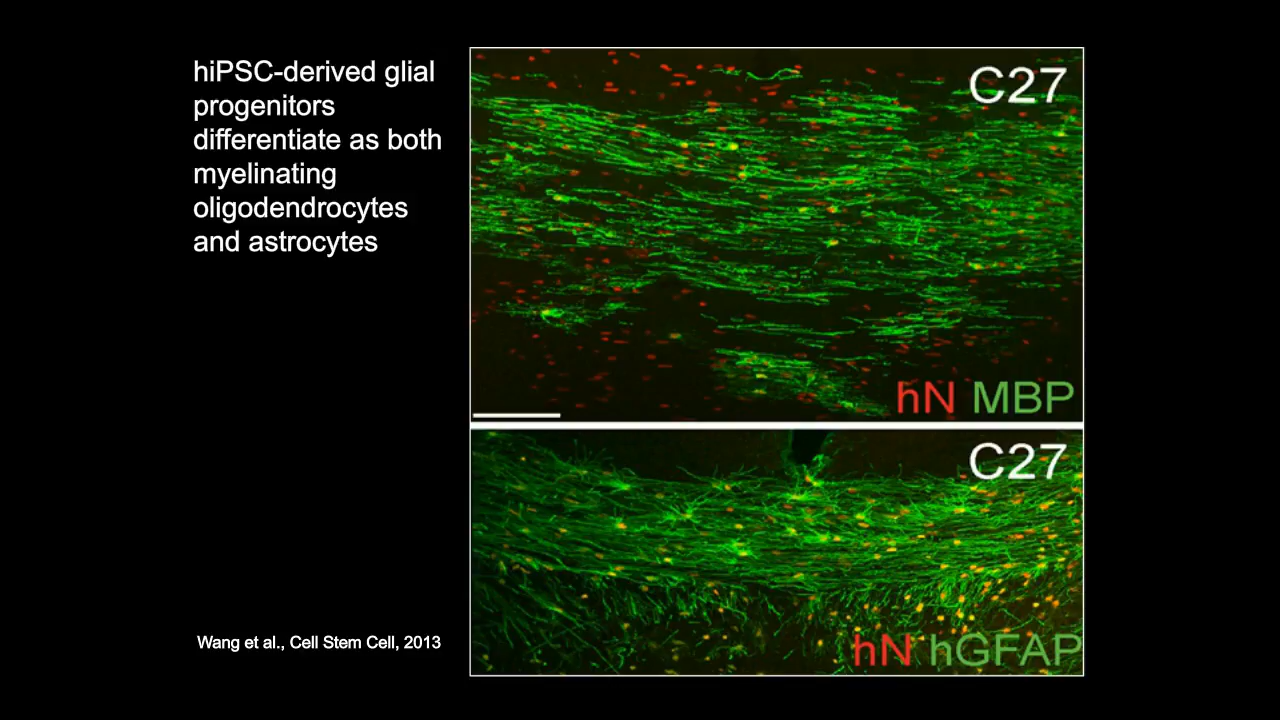 hiPSC-derived glial
progenitors
differentiate as both
myelinating
oligodendrocytes
and astrocytes
C27
hN MBP
C27
hN hGFAP
Wang et al., Cell Stem Cell, 2013